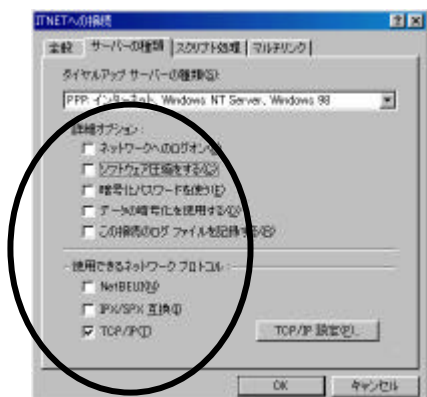 ITNETへの接続
全般 サーバーの種類 スクリプト処理 マルチリンク
ダイヤルアップ サーバーの種類(S):
PPP: インターネット、Windows NT Server、Windows 98
詳細オプション:
ネットワークへのログオン
ソフトウェア圧縮をする(C)
暗号化パスワードを使う(E)
データの暗号化を使用する(D)
この接続のログ ファイルを記録する(R)
使用できるネットワーク プロトコル:
NetBEUI(N)
IPX/SPX 互換(I)
TCP/IP(T)
TCP/IP 設定(P)...
OK キャンセル